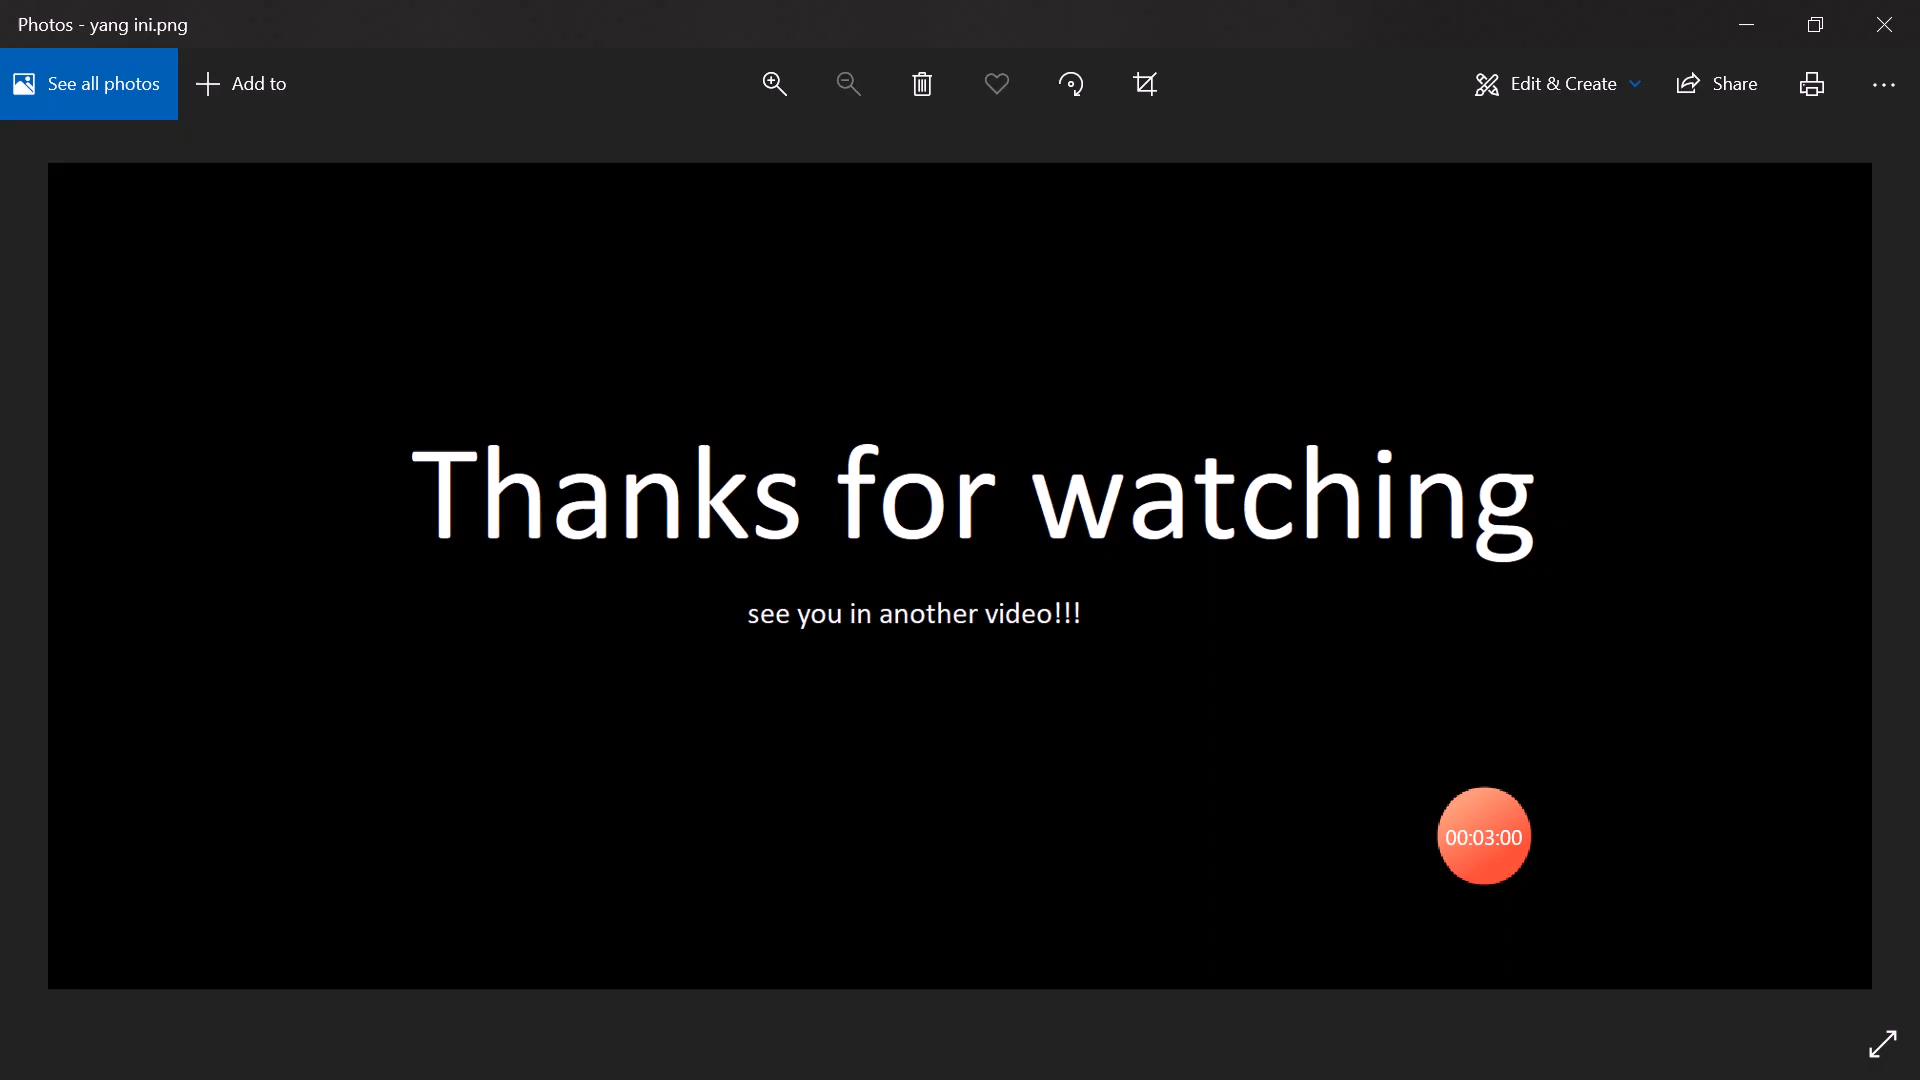 Photos - yang ini.png
See all photos
Add to
Edit & Create
Share
Thanks for watching
see you in another video!!!
00:03:00